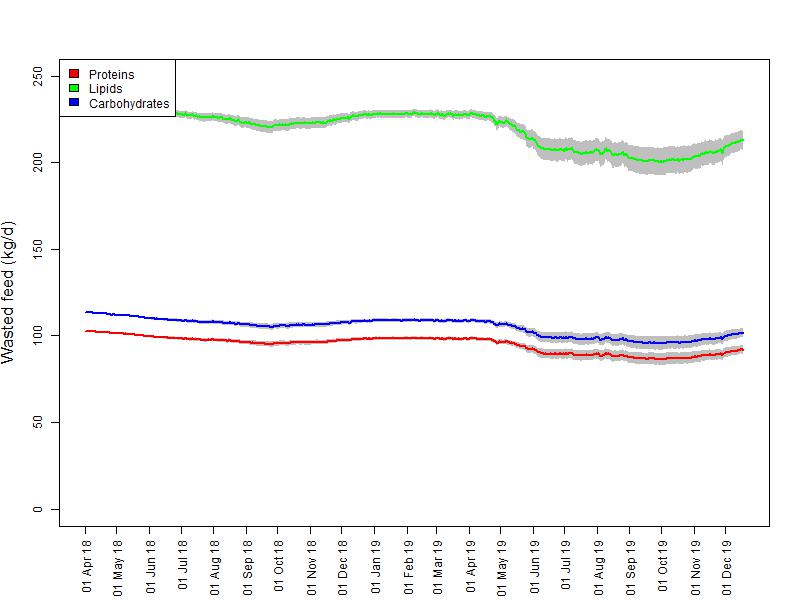 Proteins
Lipids
Carbohydrates
Wasted feed (kg/d)
250
200
150
100
50
0
01 Apr 18
01 May 18
01 Jun 18
01 Jul 18
01 Aug 18
01 Sep 18
01 Oct 18
01 Nov 18
01 Dec 18
01 Jan 19
01 Feb 19
01 Mar 19
01 Apr 19
01 May 19
01 Jun 19
01 Jul 19
01 Aug 19
01 Sep 19
01 Oct 19
01 Nov 19
01 Dec 19